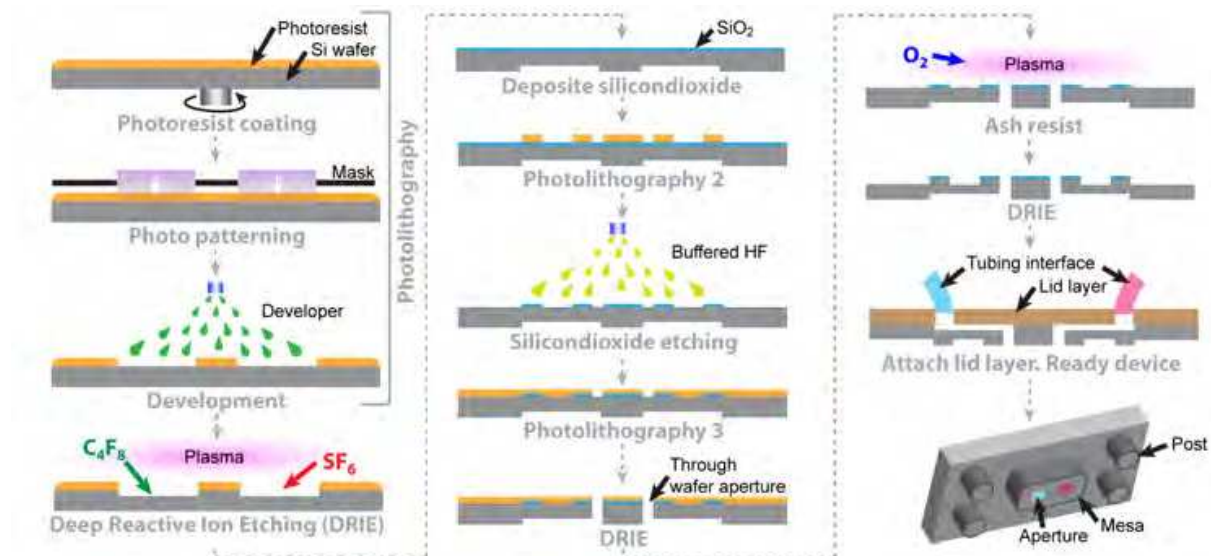 Photoresist
Si wafer
Photoresist coating
Mask
Photo patterning
Developer
Development
Photolithography
C₄F₈
Plasma
SF₆
Deep Reactive Ion Etching (DRIE)
SiO₂
Deposite silicondioxide
Photolithography 2
Buffered HF
Silicondioxide etching
Photolithography 3
Through
wafer aperture
DRIE
O₂
Plasma
Ash resist
DRIE
Tubing interface
Lid layer
Attach lid layer. Ready device
Post
Mesa
Aperture